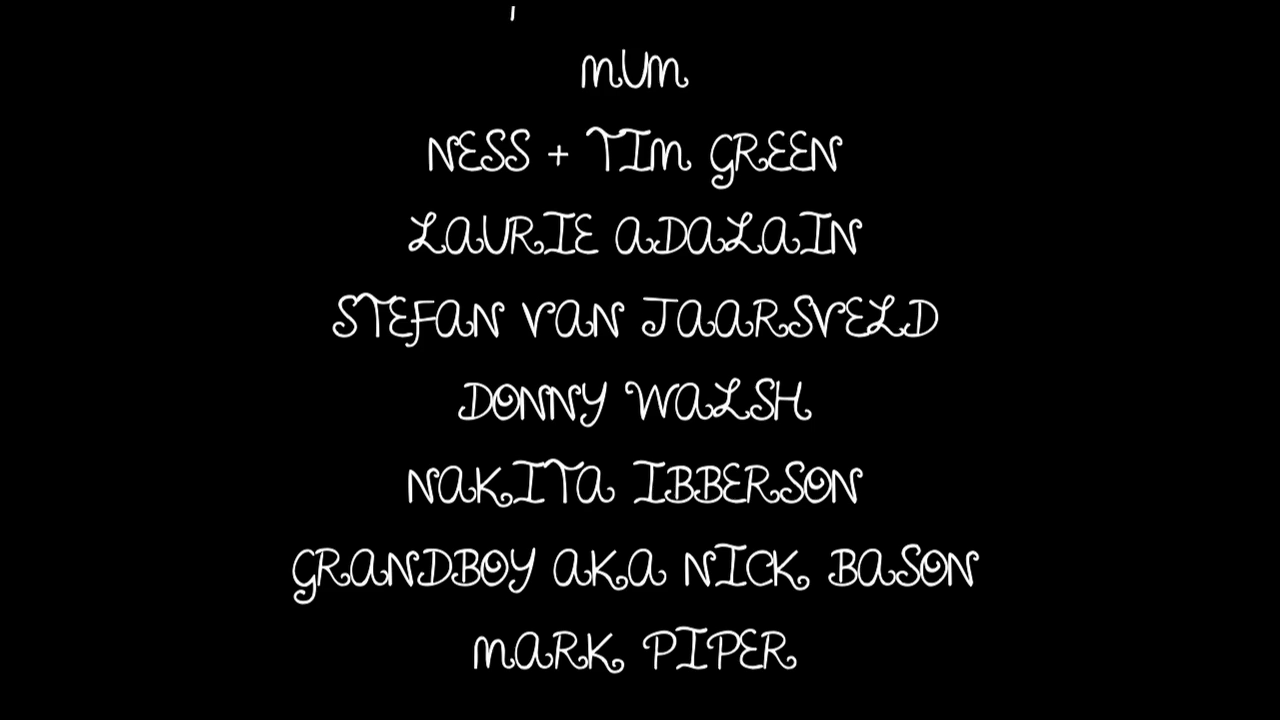 MUM
NESS + TIM GREEN
LAURIE ADALAIN
STEFAN VAN JAARSVELD
DONNY WALSH
NAKITA IBBERSON
GRANDBOY AKA NICK BASON
MARK PIPER